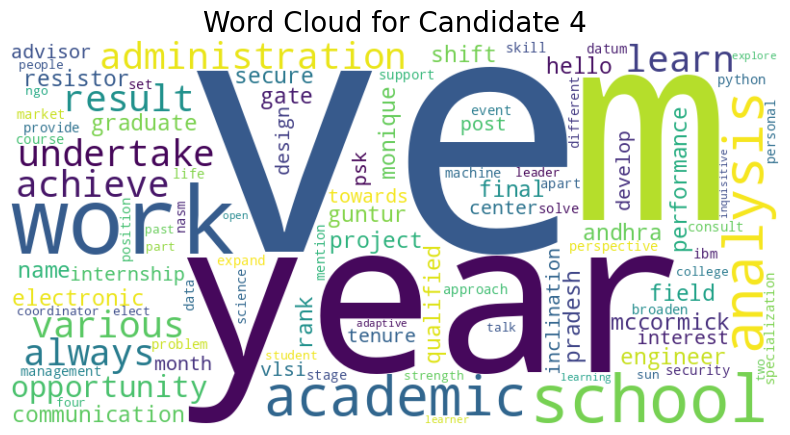 Word Cloud for Candidate 4
advisor
people
administration
shift
skill
datum
explore
resistor
set
secure
support
hello
learn
python
ngo
result
gate
monique
event
different
market
provide
graduate
design
post
course
undertake
psk
machine
leader
develop
performance
analysis
personal
achieve
life
towards
final
apart
inquisitive
ve
m
work
position
past
part
nasm
open
guntur
center
solve
andhra
consult
project
perspective
name
internship
data
science
expand
mention
year
approach
inclination
pradesh
ibm
college
electronic
rank
qualified
field
broaden
coordinator
elect
various
adaptive
tenure
talk
mccormick
interest
specialization
always
problem
month
vlsi
stage
student
strength
learning
engineer
sun
security
two
management
opportunity
four
communication
academic
learner
school